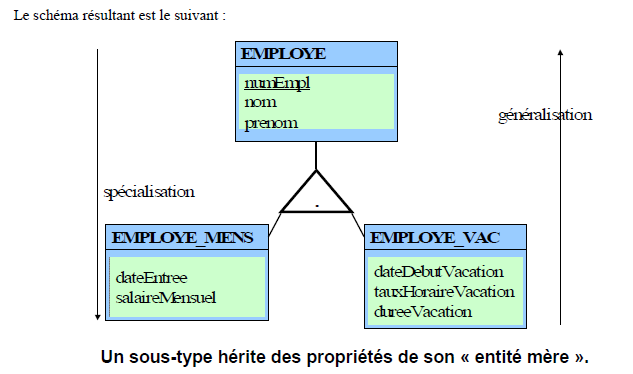 Le schéma résultant est le suivant :
EMPLOYE
numEmpl
nom
prenom
généralisation
spécialisation
EMPLOYE_MENS
dateEntree
salaireMensuel
EMPLOYE_VAC
dateDebutVacation
tauxHoraireVacation
dureeVacation
Un sous-type hérite des propriétés de son « entité mère ».